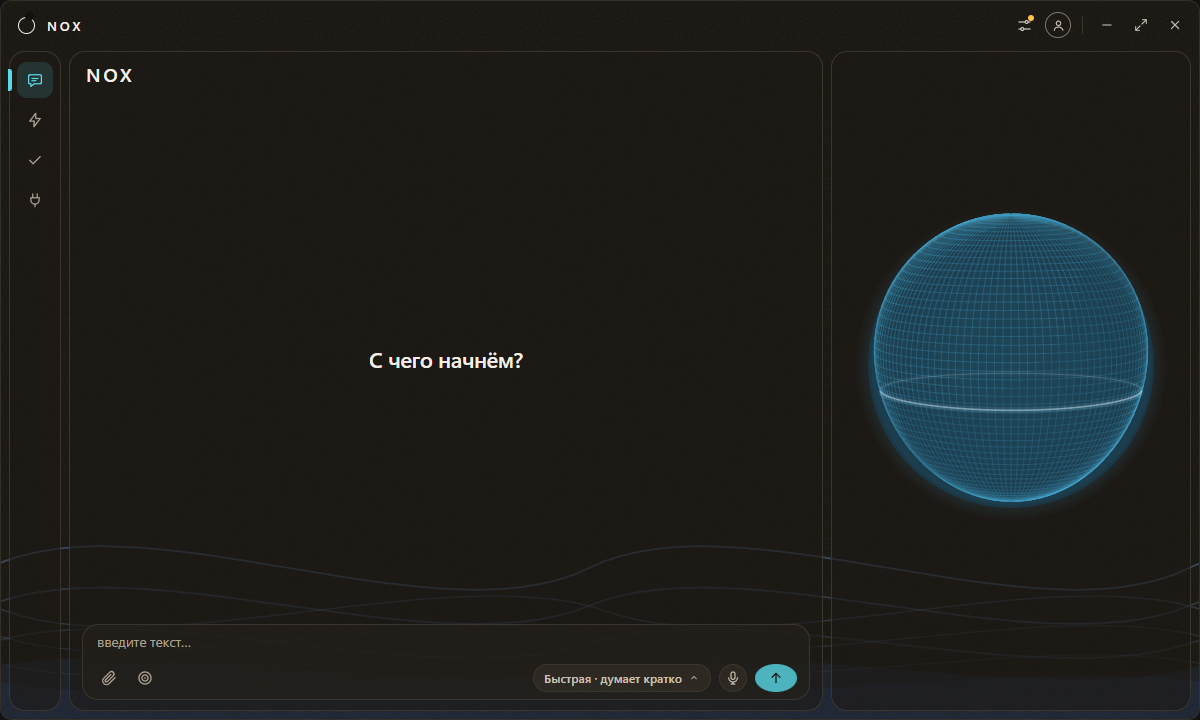 NOX
NOX
С чего начнём?
введите текст...
Быстрая · думает кратко